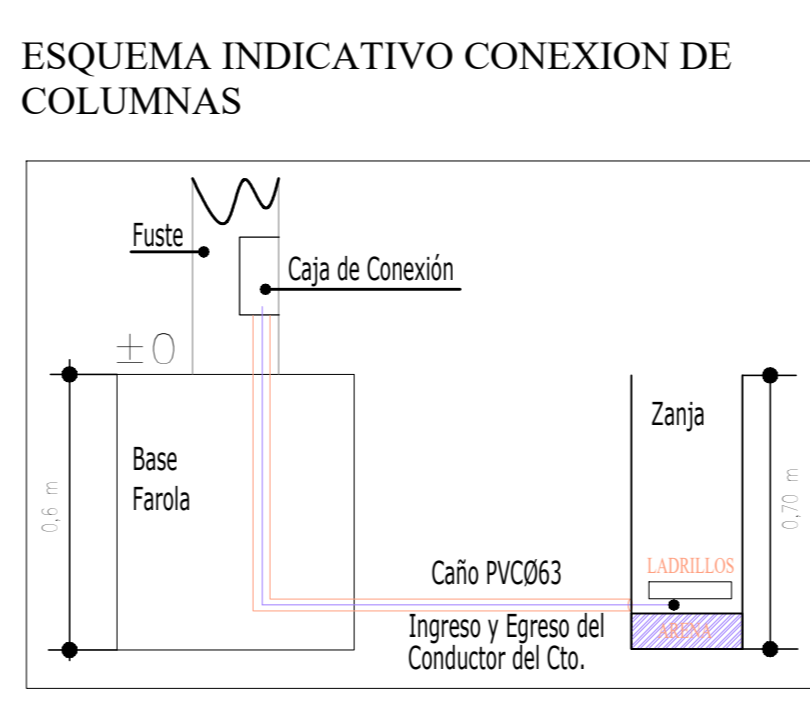 ESQUEMA INDICATIVO CONEXION DE
COLUMNAS
Fuste
Caja de Conexión
±0
Zanja
Base
Farola
0,6 m
0,70 m
LADRILLOS
Caño PVCØ63
ARENA
Ingreso y Egreso del
Conductor del Cto.